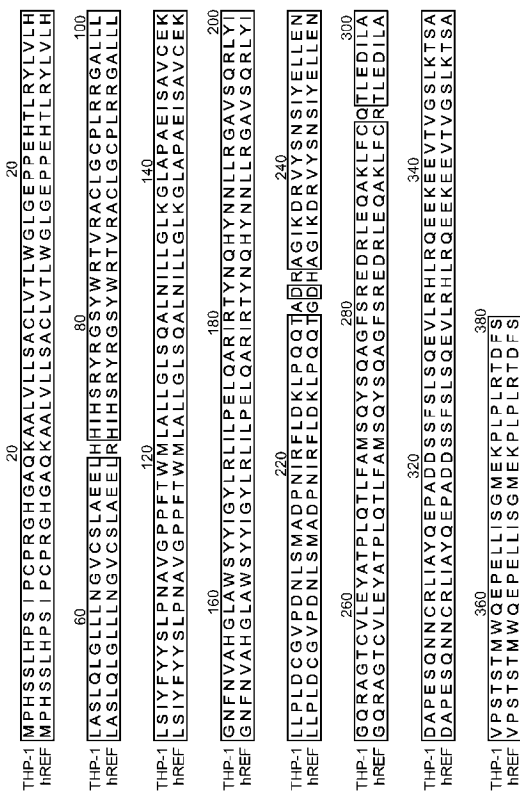 20 20
THP-1 MPHSSLHPSIPCPRGHGAQKAALVLLSACLVTLWGLGEPPEHTLRYLVLH
hREF MPHSSLHPSIPCPRGHGAQKAALVLLSACLVTLWGLGEPPEHTLRYLVLH
60 80 100
THP-1 LASLQLGLLLNGVCSLAEELHHIHSRYRGSYWRTVRACLGCPLRRGALLL
hREF LASLQLGLLLNGVCSLAEELRHIHSRYRGSYWRTVRACLGCPLRRGALLL
120 140
THP-1 LSIYFYYSLPNAVGPPFTWMLALLGLSQALNILLGLKGLAPAEISAVCEK
hREF LSIYFYYSLPNAVGPPFTWMLALLGLSQALNILLGLKGLAPAEISAVCEK
160 180 200
THP-1 GNFNVAHGLAWSYYIGYLRLILPELQARIRTYNQHYNNLLRGAVSQRLYI
hREF GNFNVAHGLAWSYYIGYLRLILPELQARIRTYNQHYNNLLRGAVSQRLYI
220 240
THP-1 LLPLDCGVPDNLSMADPNIRFLDKLPQQTADRAGIKDRVYSNSIYELLEN
hREF LLPLDCGVPDNLSMADPNIRFLDKLPQQTGDHAGIKDRVYSNSIYELLEN
260 280 300
THP-1 GQRAGTCVLEYATPLQTLFAMSQYSQAGFSREDRLEQAKLFCQTLEDILA
hREF GQRAGTCVLEYATPLQTLFAMSQYSQAGFSREDRLEQAKLFCRTLEDILA
320 340
THP-1 DAPESQNNCRLIAYQEPADDSSFSLSQEVLRHLRQEEKEEVTVGSLKTSA
hREF DAPESQNNCRLIAYQEPADDSSFSLSQEVLRHLRQEEKEEVTVGSLKTSA
360 380
THP-1 VPSTSTMWQEPELLISGMEKPLPLRTDFS
hREF VPSTSTMWQEPELLISGMEKPLPLRTDFS